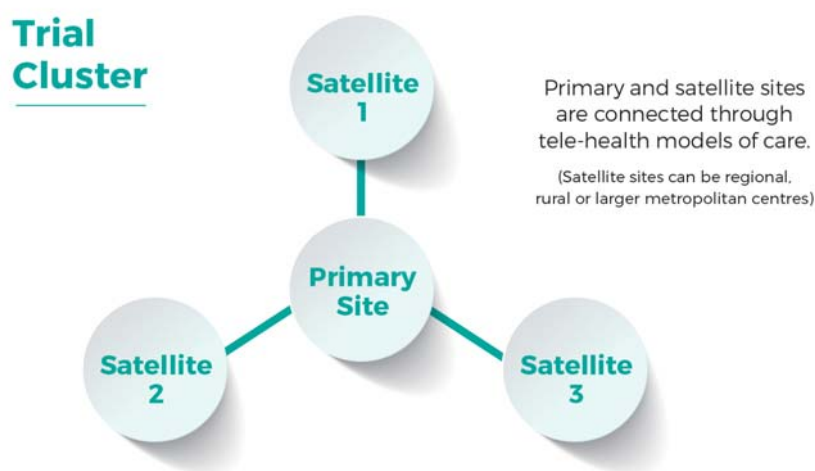 Trial
Cluster
Satellite
1
Primary and satellite sites
are connected through
tele-health models of care.
(Satellite sites can be regional,
rural or larger metropolitan centres)
Primary
Site
Satellite
2
Satellite
3